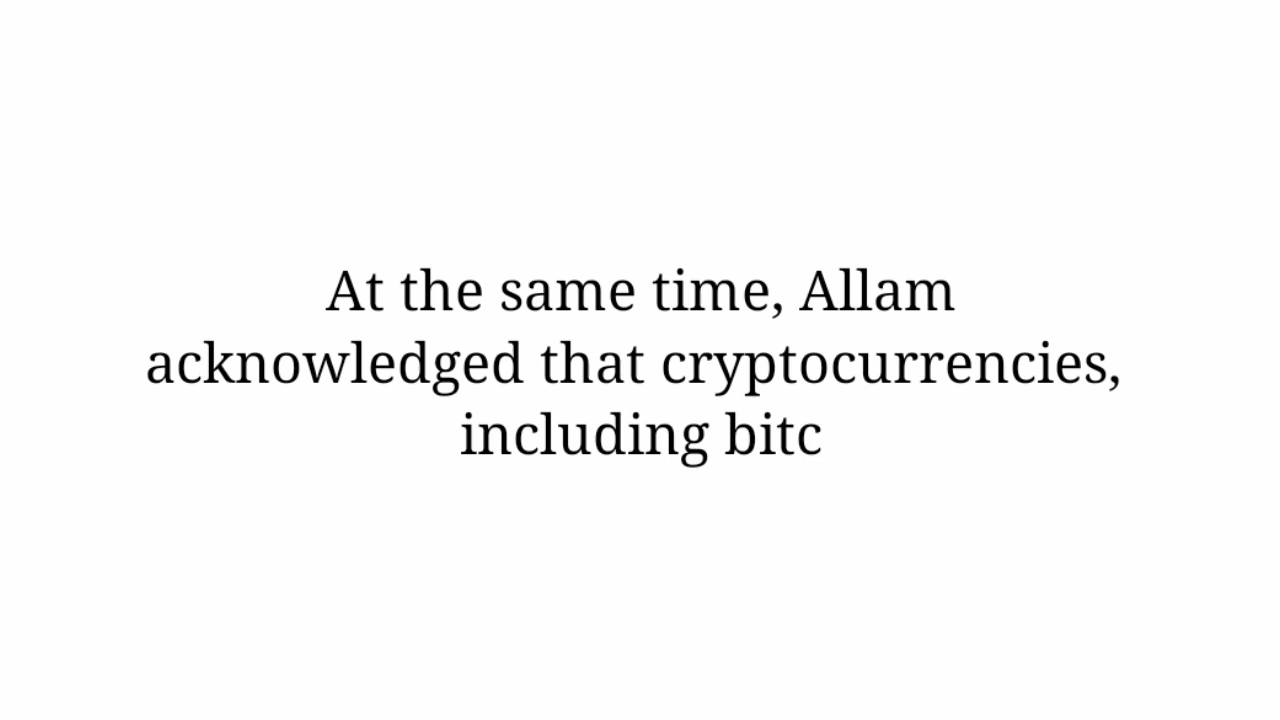 At the same time, Allam
acknowledged that cryptocurrencies,
including bitc